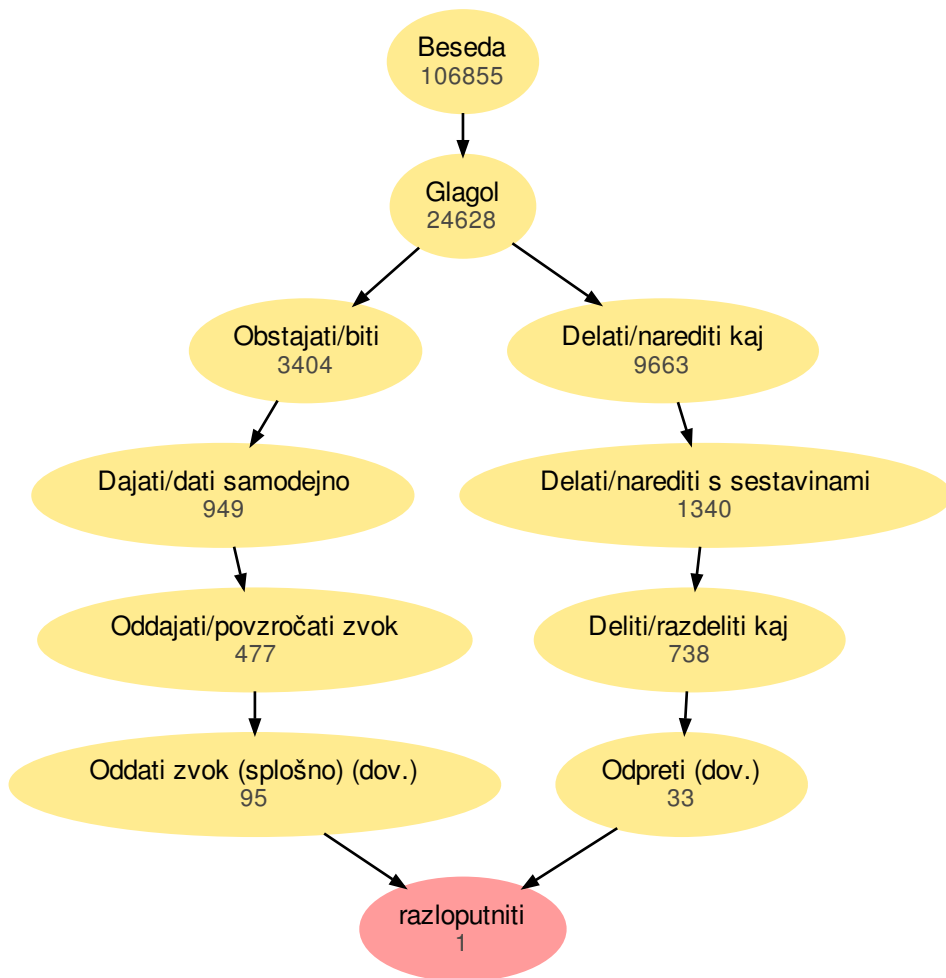 Beseda
106855
Glagol
24628
Obstajati/biti
3404
Delati/narediti kaj
9663
Dajati/dati samodejno
949
Delati/narediti s sestavinami
1340
Oddajati/povzročati zvok
477
Deliti/razdeliti kaj
738
Oddati zvok (splošno) (dov.)
95
Odpreti (dov.)
33
razloputniti
1